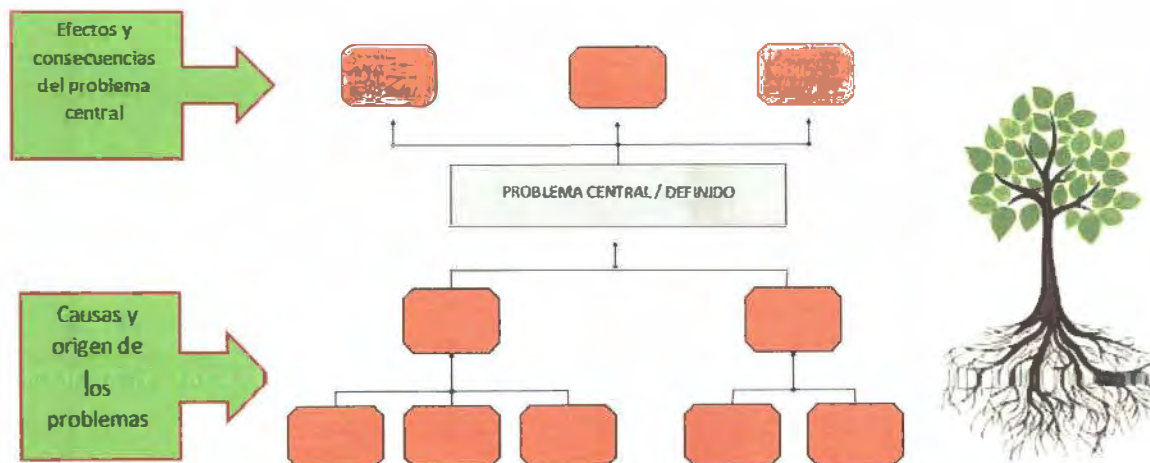 Efectos y
consecuencias
del problema
central
PROBLEMA CENTRAL / DEFINIDO
Causas y
origen de
los
problemas